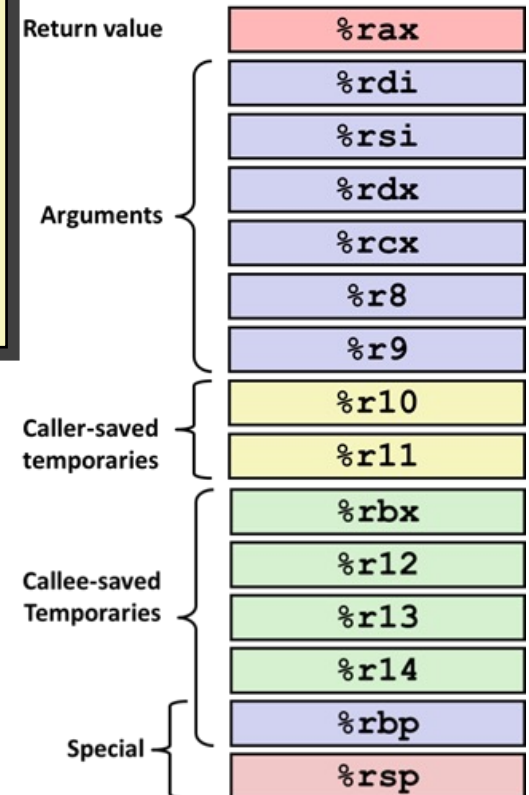 Return value %rax
%rdi
%rsi
%rdx
Arguments
%rcx
%r8
%r9
%r10
Caller-saved
temporaries
%r11
%rbx
Callee-saved
Temporaries
%r12
%r13
%r14
%rbp
Special
%rsp